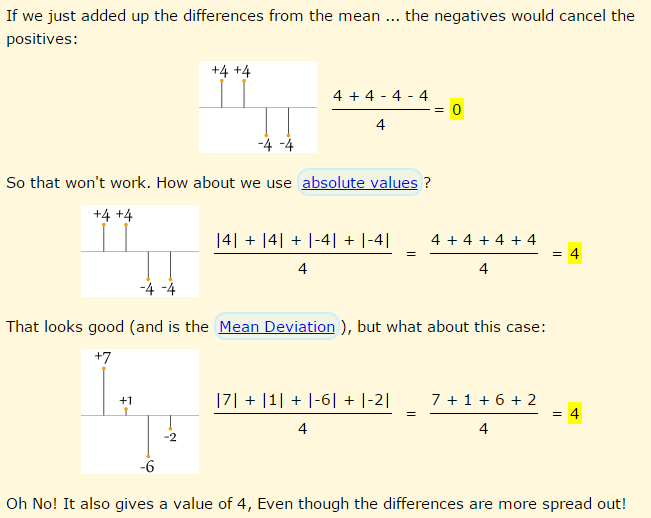 If we just added up the differences from the mean ... the negatives would cancel the
positives:
+4 +4
-4 -4
4 + 4 - 4 - 4
4
= 0
So that won't work. How about we use absolute values ?
+4 +4
-4 -4
|4| + |4| + |-4| + |-4|
4
=
4 + 4 + 4 + 4
4
= 4
That looks good (and is the Mean Deviation ), but what about this case:
+7
+1
-2
-6
|7| + |1| + |-6| + |-2|
4
=
7 + 1 + 6 + 2
4
= 4
Oh No! It also gives a value of 4, Even though the differences are more spread out!